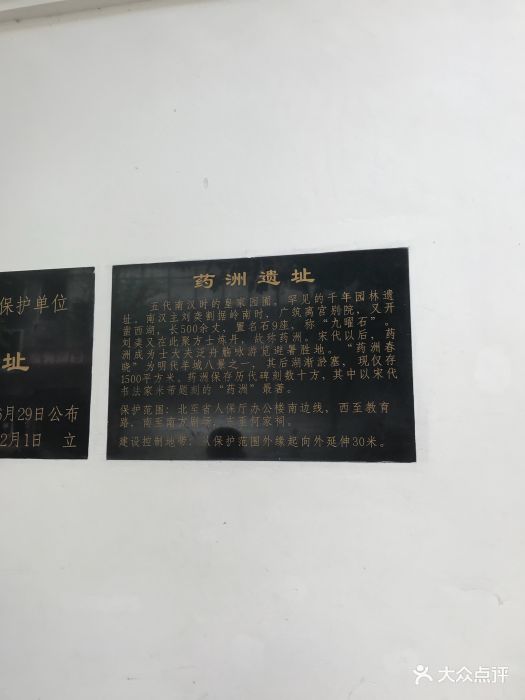 保护单位
址
6月29日公布
2月1日 立
药洲遗址
五代南汉时的皇家园囿，罕见的千年园林遗
址。南汉主刘䶮割据岭南时，广筑离宫别院，又开
凿西湖，长500余丈，置名石9座，称“九曜石”。
刘䶮又在此聚方士炼丹，故称药洲。宋代以后，药
洲成为士大夫泛舟觞咏游览避暑胜地。“药洲春
晓”为明代羊城八景之一。其后湖渐淤塞，现仅存
1500平方米。药洲保存历代碑刻数十方，其中以宋代
书法家米芾题刻的“药洲”最著。
保护范围：北至省人保厅办公楼南边线，西至教育
路，南至南方剧场，东至何家祠。
建设控制地带：从保护范围外缘起向外延伸30米。
大众点评